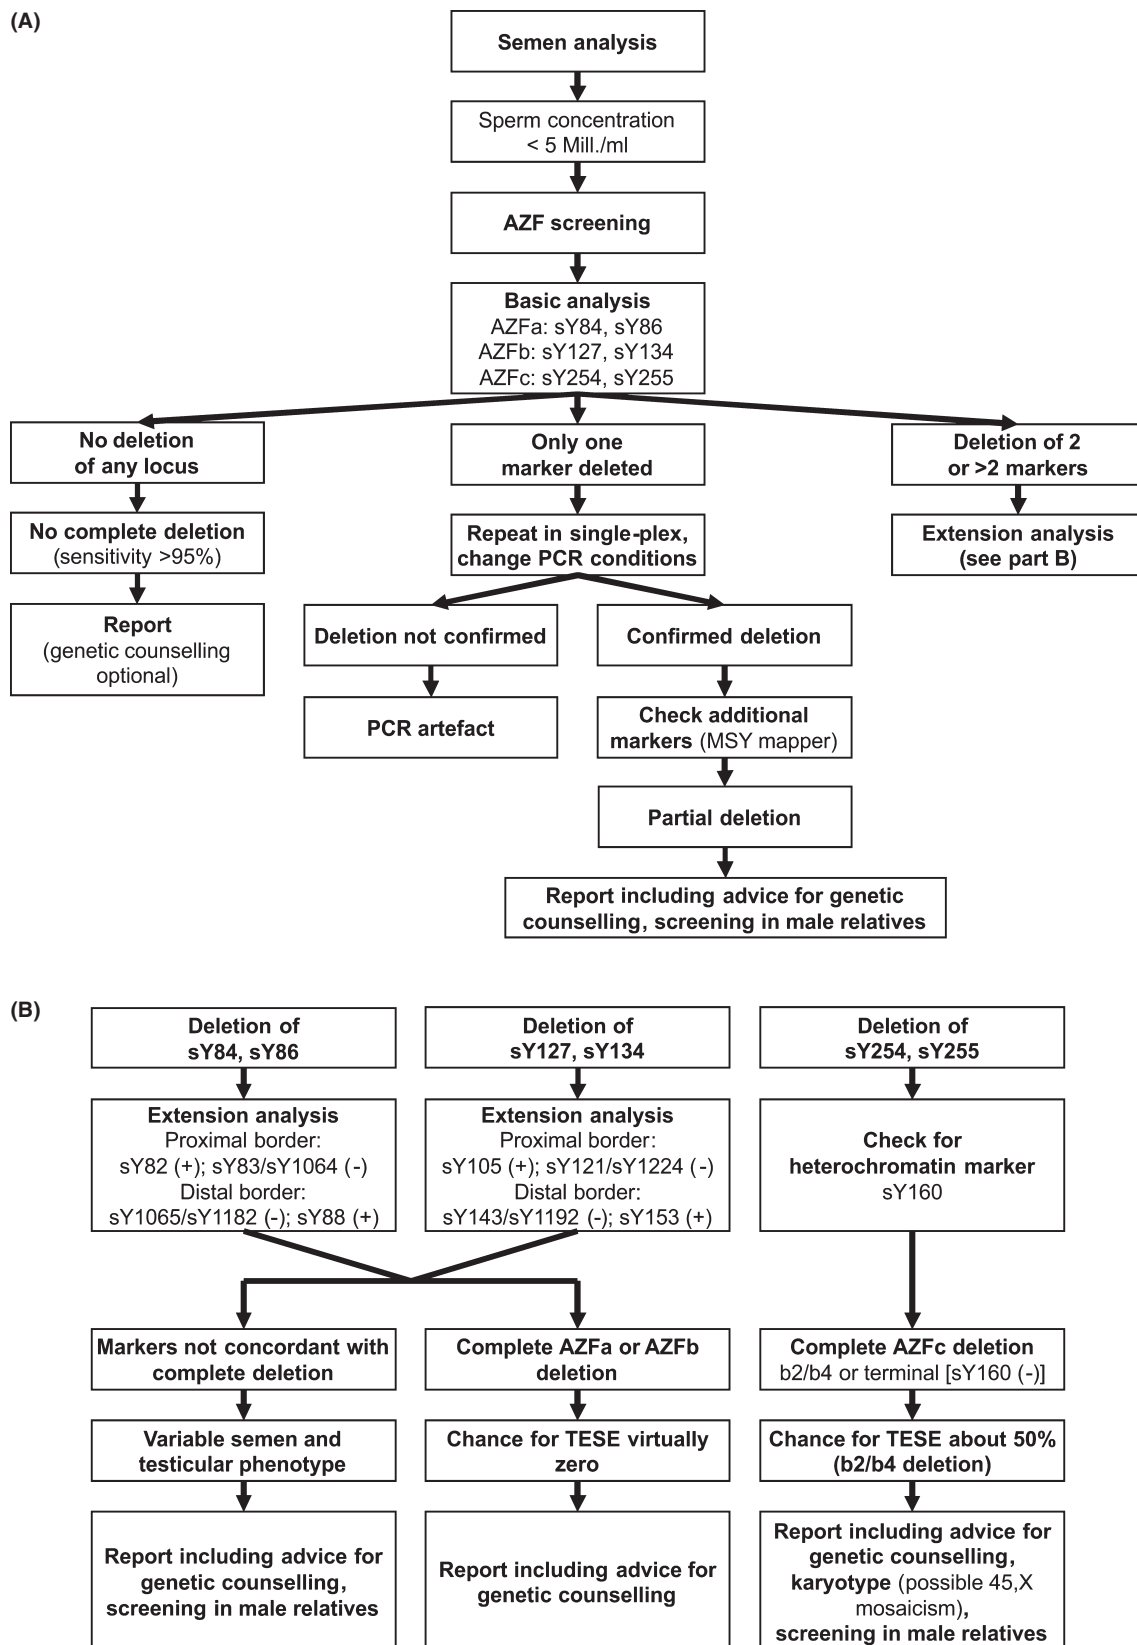 (A)
Semen analysis
Sperm concentration
< 5 Mill./ml
AZF screening
Basic analysis
AZFa: sY84, sY86
AZFb: sY127, sY134
AZFc: sY254, sY255
No deletion
of any locus
Only one
marker deleted
Deletion of 2
or >2 markers
No complete deletion
(sensitivity >95%)
Repeat in single-plex,
change PCR conditions
Extension analysis
(see part B)
Report
(genetic counselling
optional)
Deletion not confirmed
Confirmed deletion
PCR artefact
Check additional
markers (MSY mapper)
Partial deletion
Report including advice for genetic
counselling, screening in male relatives
(B)
Deletion of
sY84, sY86
Deletion of
sY127, sY134
Deletion of
sY254, sY255
Extension analysis
Proximal border:
sY82 (+); sY83/sY1064 (-)
Distal border:
sY1065/sY1182 (-); sY88 (+)
Extension analysis
Proximal border:
sY105 (+); sY121/sY1224 (-)
Distal border:
sY143/sY1192 (-); sY153 (+)
Check for
heterochromatin marker
sY160
Markers not concordant with
complete deletion
Complete AZFa or AZFb
deletion
Complete AZFc deletion
b2/b4 or terminal [sY160 (-)]
Variable semen and
testicular phenotype
Chance for TESE virtually
zero
Chance for TESE about 50%
(b2/b4 deletion)
Report including advice for
genetic counselling,
screening in male relatives
Report including advice for
genetic counselling
Report including advice for
genetic counselling,
karyotype (possible 45,X
mosaicism),
screening in male relatives